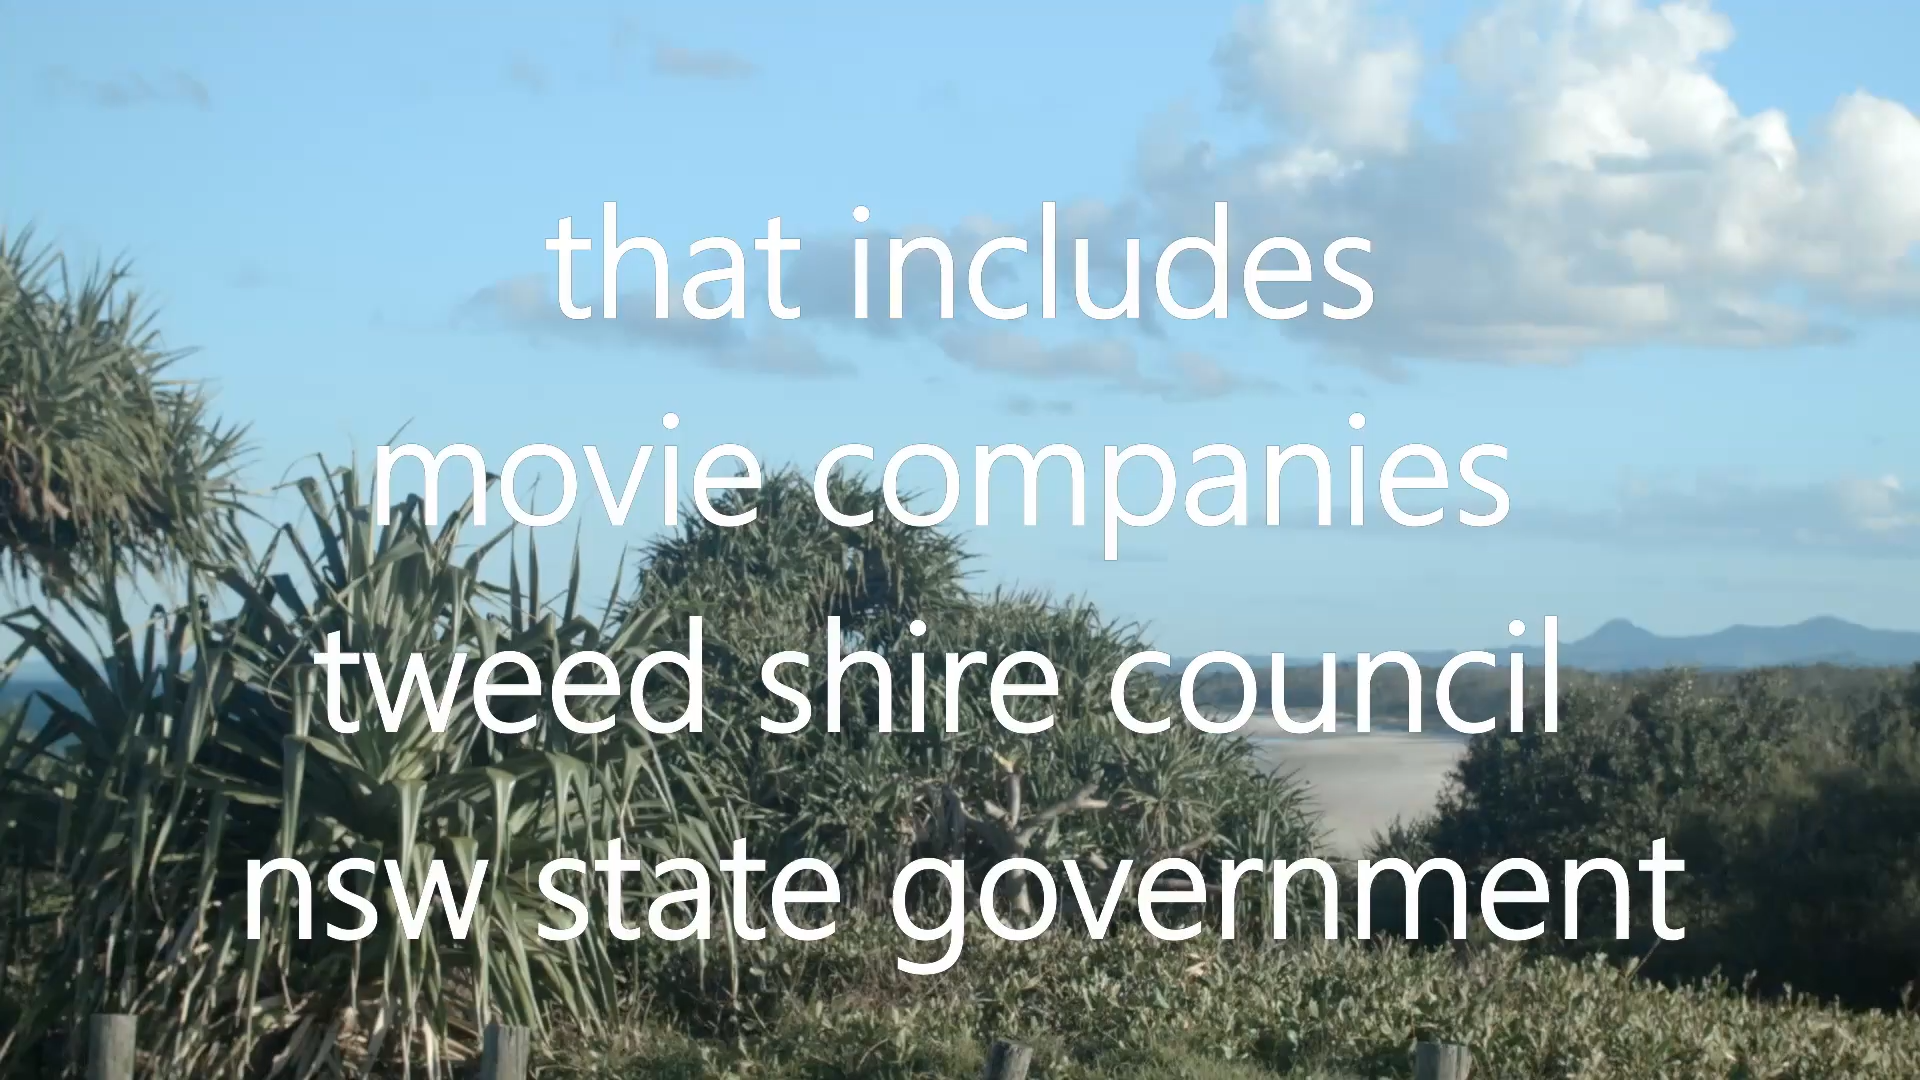 that includes
movie companies
tweed shire council
nsw state government